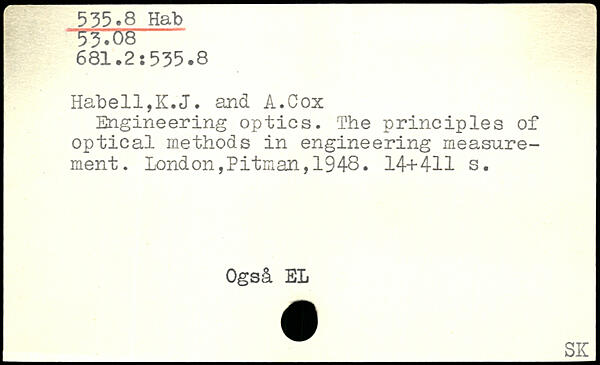 535.8 Hab
53.08
681.2:535.8
Habell,K.J. and A.Cox
Engineering optics. The principles of
optical methods in engineering measure-
ment. London,Pitman,1948. 14+411 s.
Også EL
SK